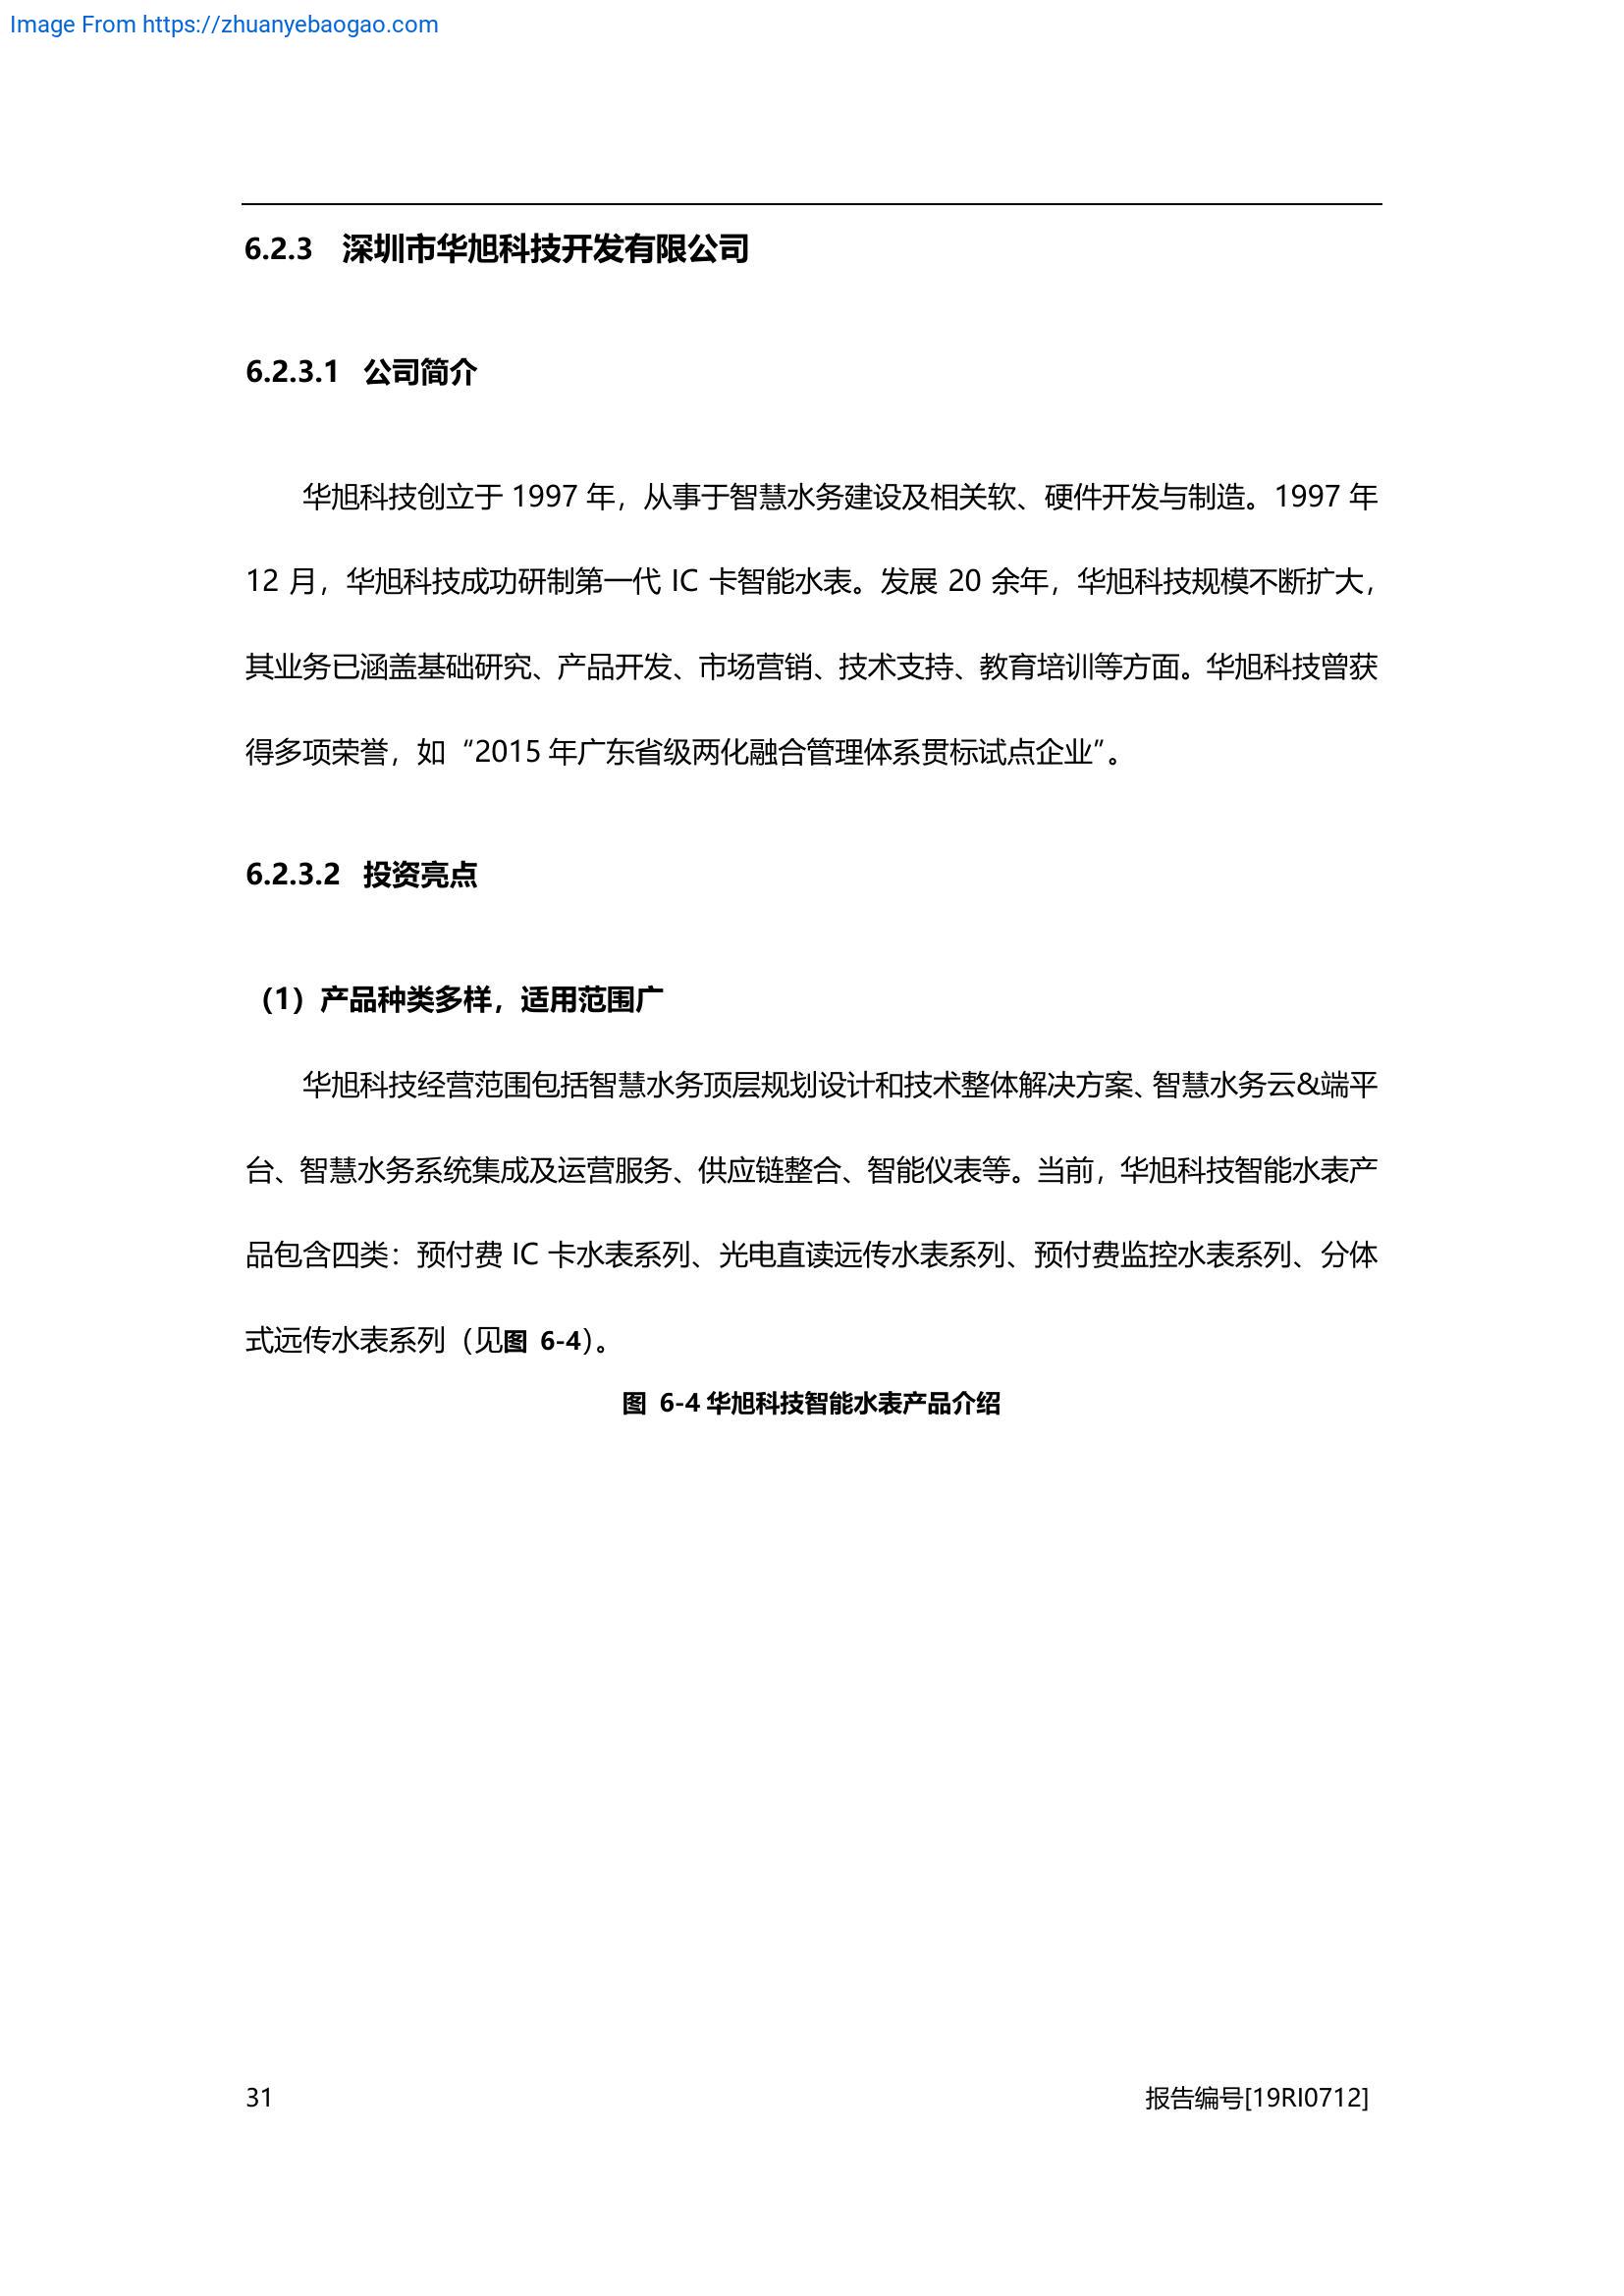 Image From https://zhuanyebaogao.com
6.2.3 深圳市华旭科技开发有限公司
6.2.3.1 公司简介
华旭科技创立于 1997 年，从事于智慧水务建设及相关软、硬件开发与制造。1997 年
12 月，华旭科技成功研制第一代 IC 卡智能水表。发展 20 余年，华旭科技规模不断扩大，
其业务已涵盖基础研究、产品开发、市场营销、技术支持、教育培训等方面。华旭科技曾获
得多项荣誉，如“2015 年广东省级两化融合管理体系贯标试点企业”。
6.2.3.2 投资亮点
（1）产品种类多样，适用范围广
华旭科技经营范围包括智慧水务顶层规划设计和技术整体解决方案、智慧水务云&端平
台、智慧水务系统集成及运营服务、供应链整合、智能仪表等。当前，华旭科技智能水表产
品包含四类：预付费 IC 卡水表系列、光电直读远传水表系列、预付费监控水表系列、分体
式远传水表系列（见图 6-4）。
图 6-4 华旭科技智能水表产品介绍
31 报告编号[19RI0712]